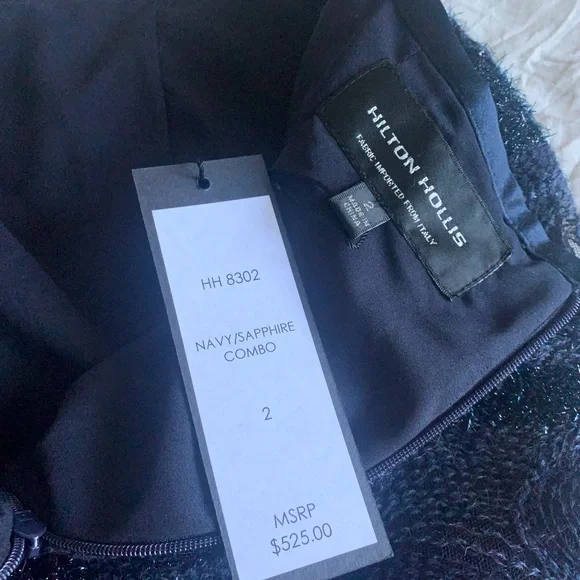 HILTON HOLLIS
FABRIC IMPORTED FROM ITALY
2
MADE IN
CHINA
HH 8302
NAVY/SAPPHIRE
COMBO
2
MSRP
$525.00